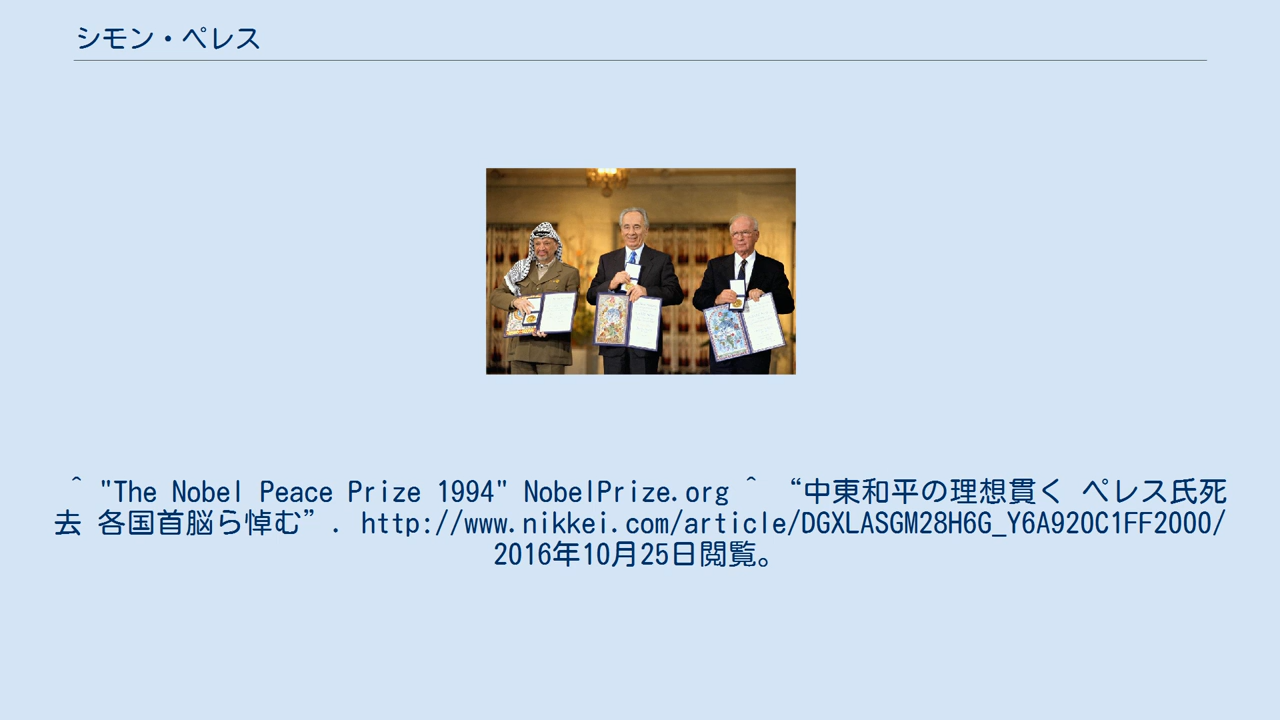 シモン・ペレス
^ "The Nobel Peace Prize 1994" NobelPrize.org ^ “中東和平の理想貫く ペレス氏死
去 各国首脳ら悼む”. http://www.nikkei.com/article/DGXLASGM28H6G_Y6A920C1FF2000/
2016年10月25日閲覧。